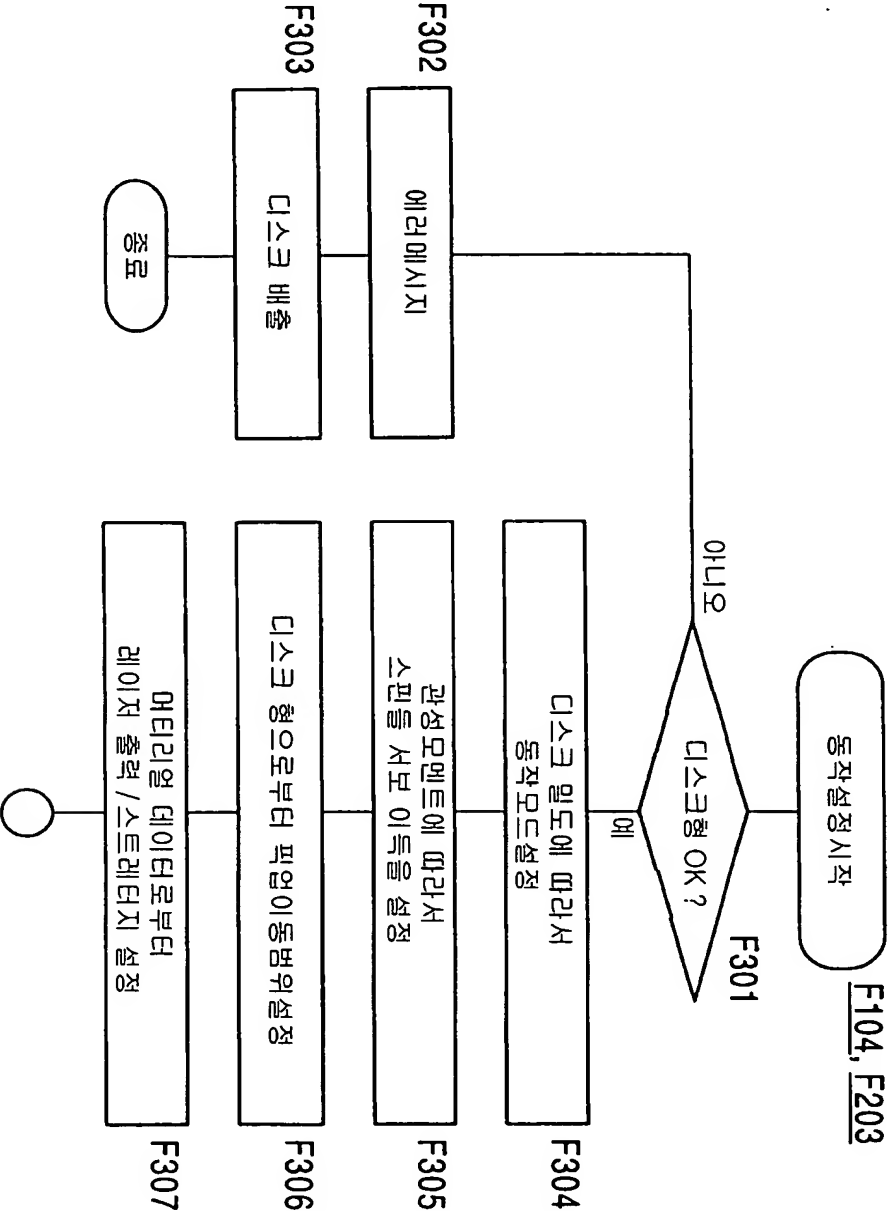 F104, F203
동작설정시작
F301
디스크형 OK ?
아니오
예
F302
에러메시지
F303
디스크 배출
종료
디스크 밀도에 따라서
동작모드설정
F304
관성모멘트에 따라서
스핀들 서보 이득을 설정
F305
디스크 형으로부터 픽업이동범위설정
F306
머티리얼 데이터로부터
레이저 출력 / 스트레터지 설정
F307